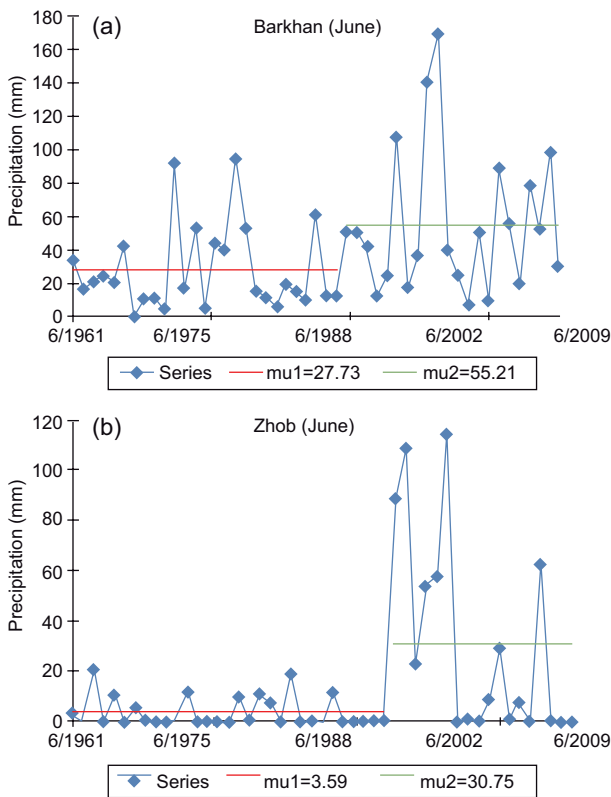 (a)
Barkhan (June)
Precipitation (mm)
180
160
140
120
100
80
60
40
20
0
6/1961
6/1975
6/1988
6/2002
6/2009
Series
mu1=27.73
mu2=55.21
(b)
Zhob (June)
Precipitation (mm)
120
100
80
60
40
20
0
6/1961
6/1975
6/1988
6/2002
6/2009
Series
mu1=3.59
mu2=30.75